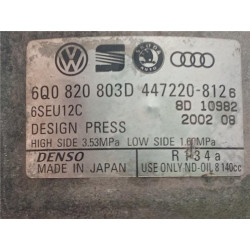 6Q0 820 803D 447220-8126
6SEU12C 8D 10982
DESIGN PRESS 2002 08
HIGH SIDE 3.53MPa LOW SIDE 1.67MPa
DENSO R134a
MADE IN JAPAN USE ONLY ND-OIL 8 140cc